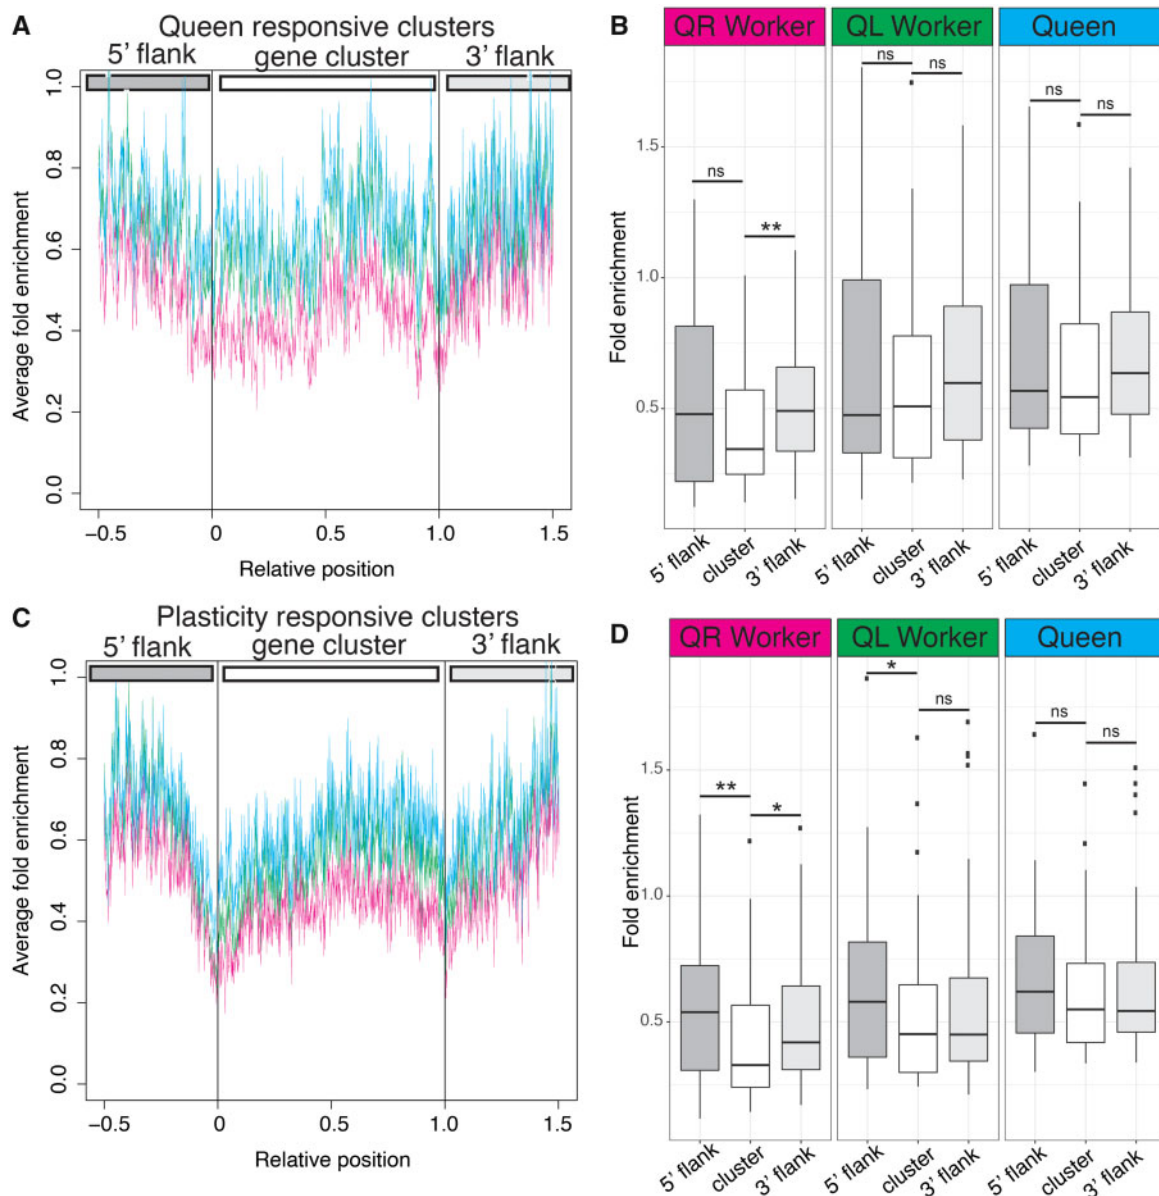 A
Queen responsive clusters
5’ flank
gene cluster
3’ flank
Average fold enrichment
1.0
0.8
0.6
0.4
0.2
0.0
−0.5
0
0.5
1.0
1.5
Relative position
B
QR Worker
QL Worker
Queen
ns
ns
ns
ns
ns
**
Fold enrichment
1.5
1.0
0.5
5’ flank
cluster
3’ flank
5’ flank
cluster
3’ flank
5’ flank
cluster
3’ flank
C
Plasticity responsive clusters
5’ flank
gene cluster
3’ flank
Average fold enrichment
1.0
0.8
0.6
0.4
0.2
0.0
−0.5
0
0.5
1.0
1.5
Relative position
D
QR Worker
QL Worker
Queen
*
ns
ns
ns
**
*
Fold enrichment
1.5
1.0
0.5
5’ flank
cluster
3’ flank
5’ flank
cluster
3’ flank
5’ flank
cluster
3’ flank